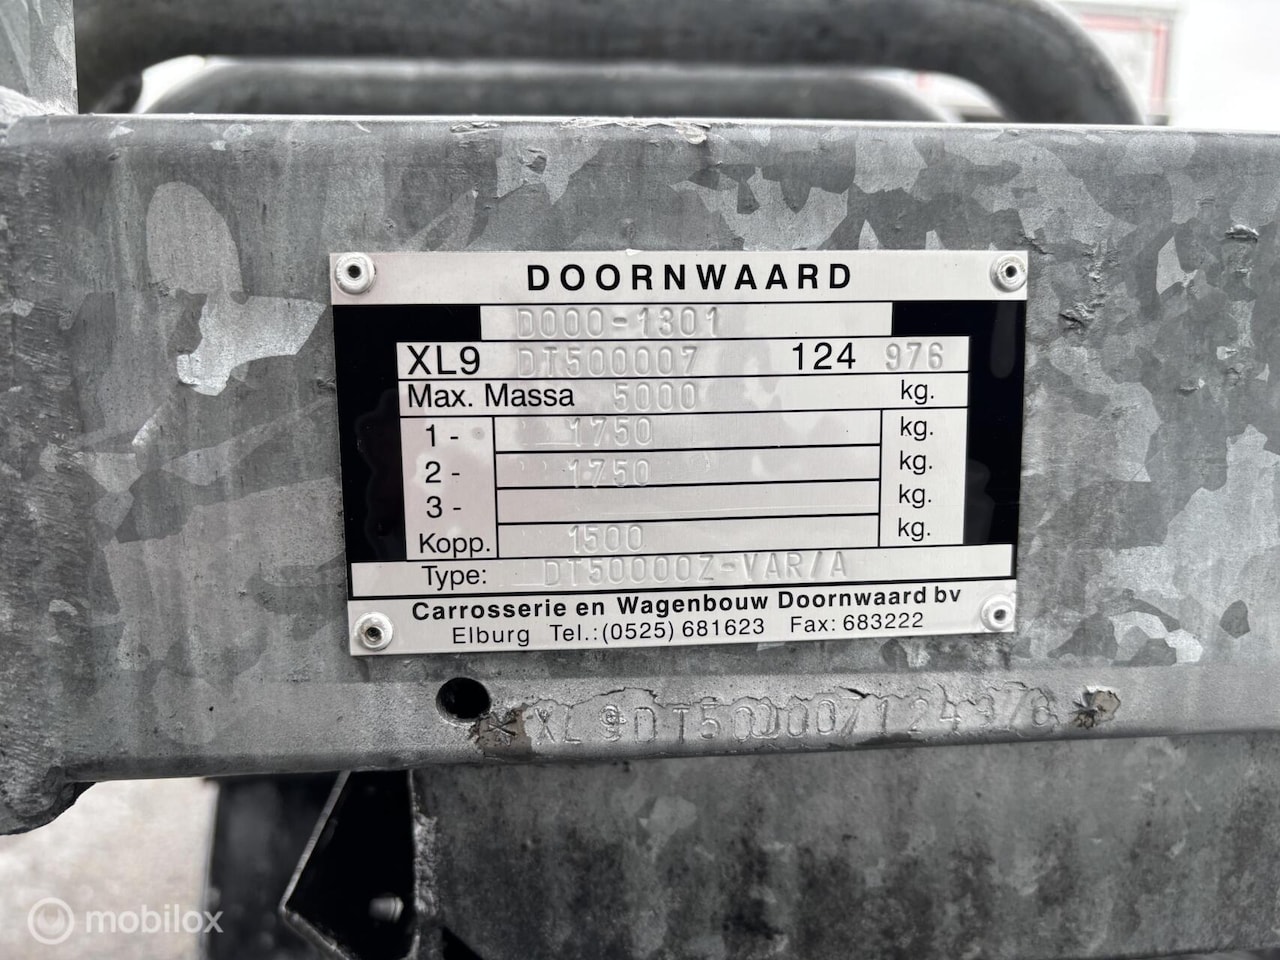 DOORNWAARD
D000-1301
XL9 DT500007 124 976
Max. Massa 5000 kg.
1 - 1750 kg.
2 - 1750 kg.
3 - kg.
Kopp. 1500 kg.
Type: DT50000Z-VAR/A
Carrosserie en Wagenbouw Doornwaard bv
Elburg Tel.:(0525) 681623 Fax: 683222
* XL9DT500007124976 *
mobilox